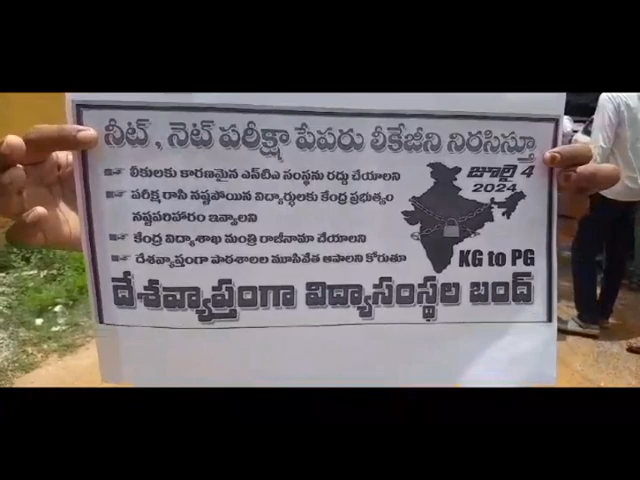 నీట్, నెట్ పరీక్షా పేపరు లీకేజీని నిరసిస్తూ
లీకులకు కారణమైన ఎన్‌టిఎ సంస్థను రద్దు చేయాలని
పరీక్ష రాసి నష్టపోయిన విద్యార్థులకు కేంద్ర ప్రభుత్వం
నష్టపరిహారం ఇవ్వాలని
కేంద్ర విద్యాశాఖ మంత్రి రాజీనామా చేయాలని
దేశవ్యాప్తంగా పాఠశాలల మూసివేత ఆపాలని కోరుతూ
జూలై 4
2024
KG to PG
దేశవ్యాప్తంగా విద్యాసంస్థల బంద్